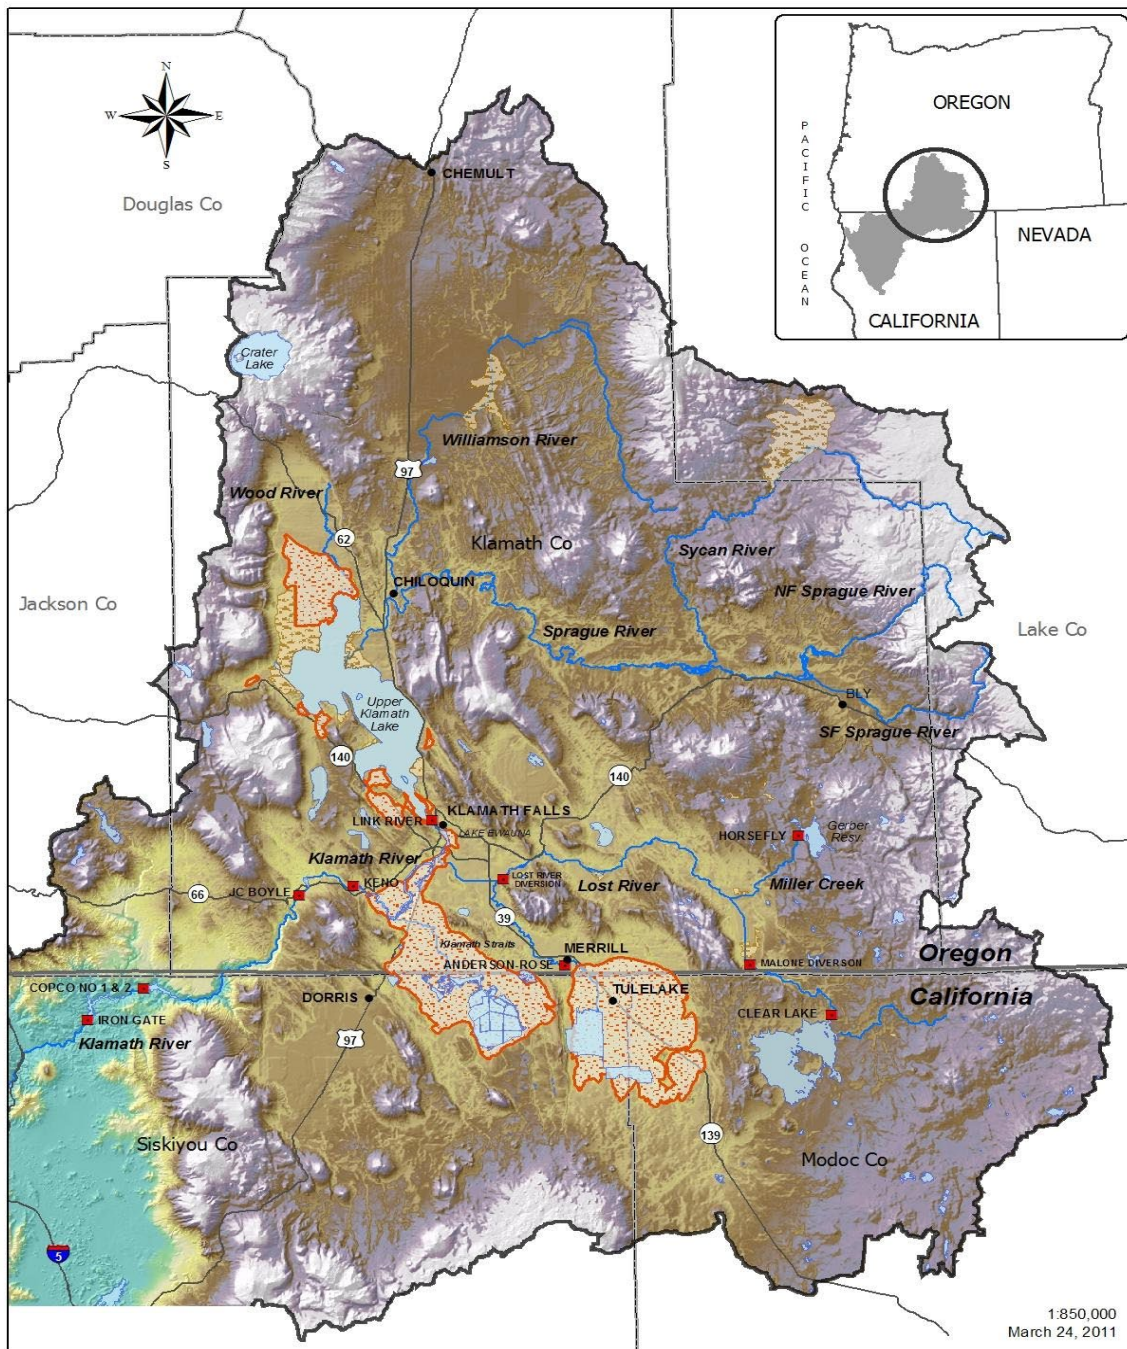 N
W
E
S
OREGON
PACIFIC
OCEAN
NEVADA
CALIFORNIA
CHEMULT
Douglas Co
Crater
Lake
Williamson River
97
Wood River
62
Klamath Co
Sycan River
CHILOQUIN
NF Sprague River
Jackson Co
Sprague River
Lake Co
Upper
Klamath
Lake
BLY
SF Sprague River
140
140
KLAMATH FALLS
LINK RIVER
LAKE EWAUNA
HORSEFLY
Gerber
Resv.
Klamath River
KENO
LOST RIVER
DIVERSION
Lost River
Miller Creek
JC BOYLE
66
39
Klamath Straits
MERRILL
Oregon
ANDERSON-ROSE
MALONE DIVERSON
COPCO NO 1 & 2
DORRIS
TULELAKE
California
IRON GATE
CLEAR LAKE
Klamath River
97
139
Siskiyou Co
Modoc Co
5
1:850,000
March 24, 2011